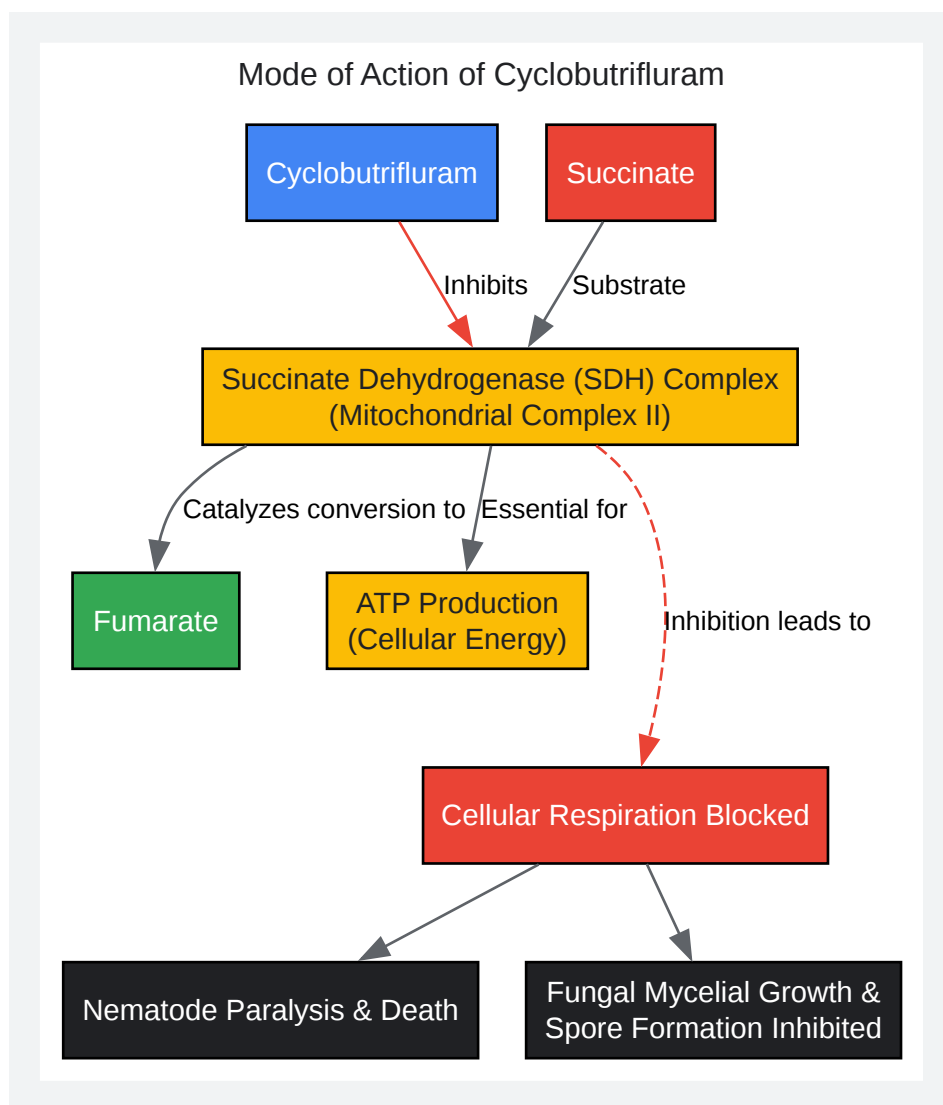 Mode of Action of Cyclobutrifluram
Cyclobutrifluram
Succinate
Inhibits
Substrate
Succinate Dehydrogenase (SDH) Complex
(Mitochondrial Complex II)
Catalyzes conversion to
Essential for
Fumarate
ATP Production
(Cellular Energy)
Inhibition leads to
Cellular Respiration Blocked
Nematode Paralysis & Death
Fungal Mycelial Growth &
Spore Formation Inhibited